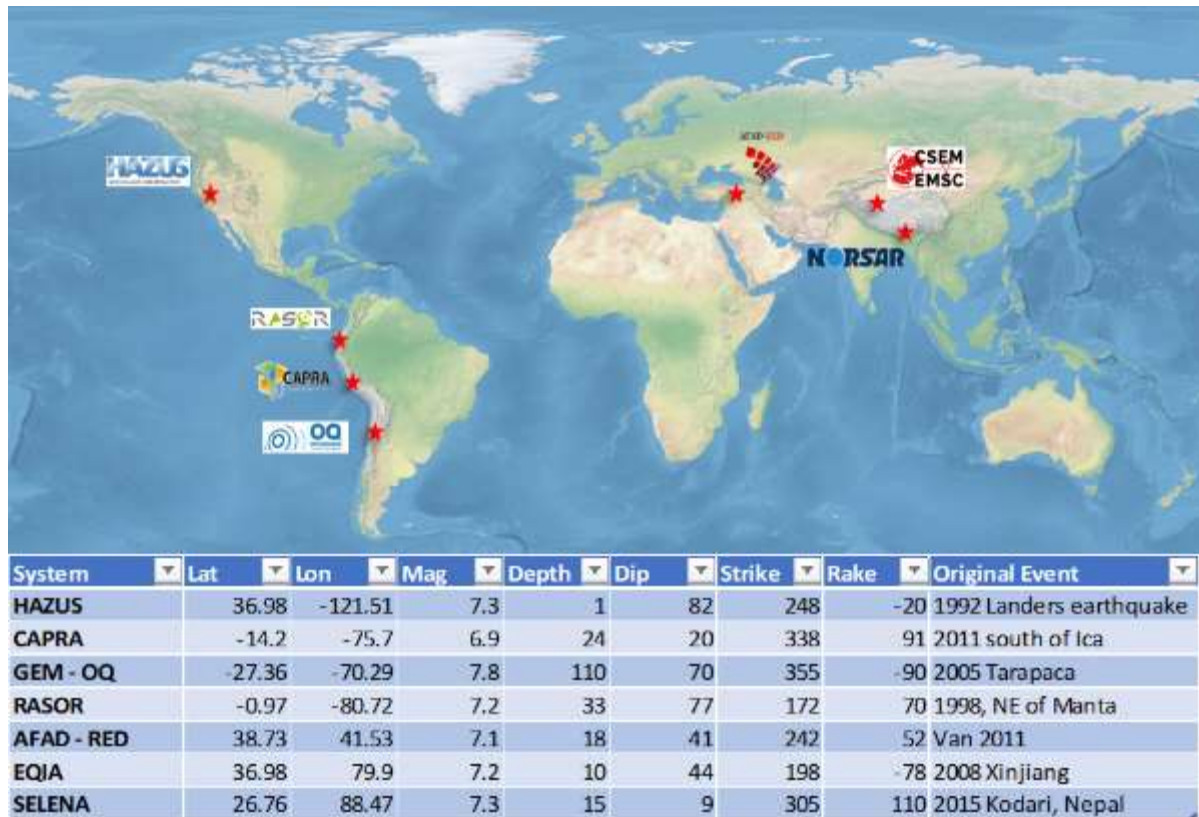 HAZUS
AFAD-RED
CSEM
EMSC
NORSAR
RASOR
CAPRA
OQ
System Lat Lon Mag Depth Dip Strike Rake Original Event
HAZUS 36.98 -121.51 7.3 1 82 248 -20 1992 Landers earthquake
CAPRA -14.2 -75.7 6.9 24 20 338 91 2011 south of Ica
GEM - OQ -27.36 -70.29 7.8 110 70 355 -90 2005 Tarapaca
RASOR -0.97 -80.72 7.2 33 77 172 70 1998, NE of Manta
AFAD - RED 38.73 41.53 7.1 18 41 242 52 Van 2011
EQIA 36.98 79.9 7.2 10 44 198 -78 2008 Xinjiang
SELENA 26.76 88.47 7.3 15 9 305 110 2015 Kodari, Nepal